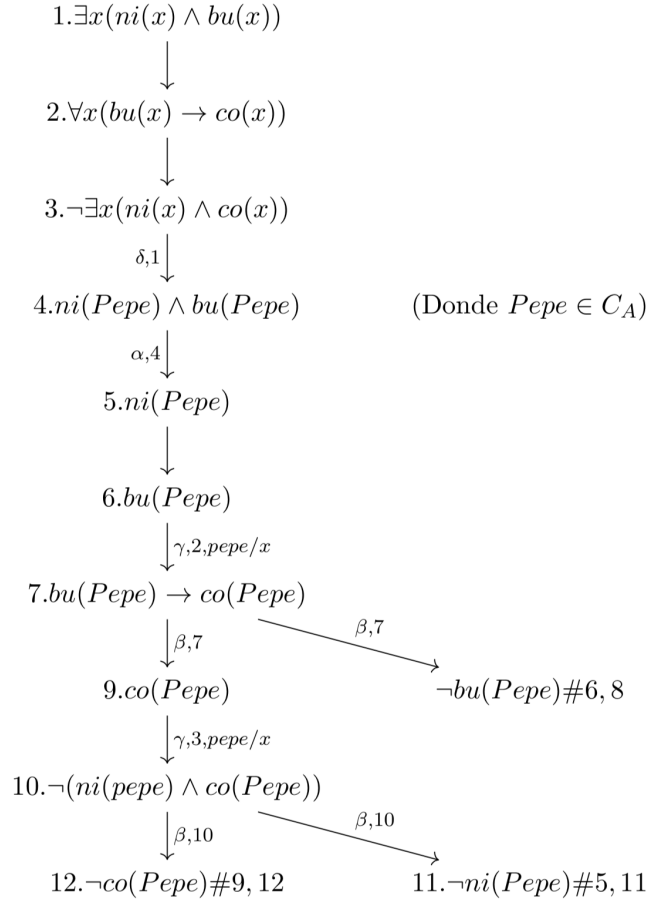 1.∃x(ni(x) ∧ bu(x))
2.∀x(bu(x) → co(x))
3.¬∃x(ni(x) ∧ co(x))
δ,1
4.ni(Pepe) ∧ bu(Pepe) (Donde Pepe ∈ C_A)
α,4
5.ni(Pepe)
6.bu(Pepe)
γ,2,pepe/x
7.bu(Pepe) → co(Pepe)
β,7 β,7
9.co(Pepe) ¬bu(Pepe)#6, 8
γ,3,pepe/x
10.¬(ni(pepe) ∧ co(Pepe))
β,10 β,10
12.¬co(Pepe)#9, 12 11.¬ni(Pepe)#5, 11